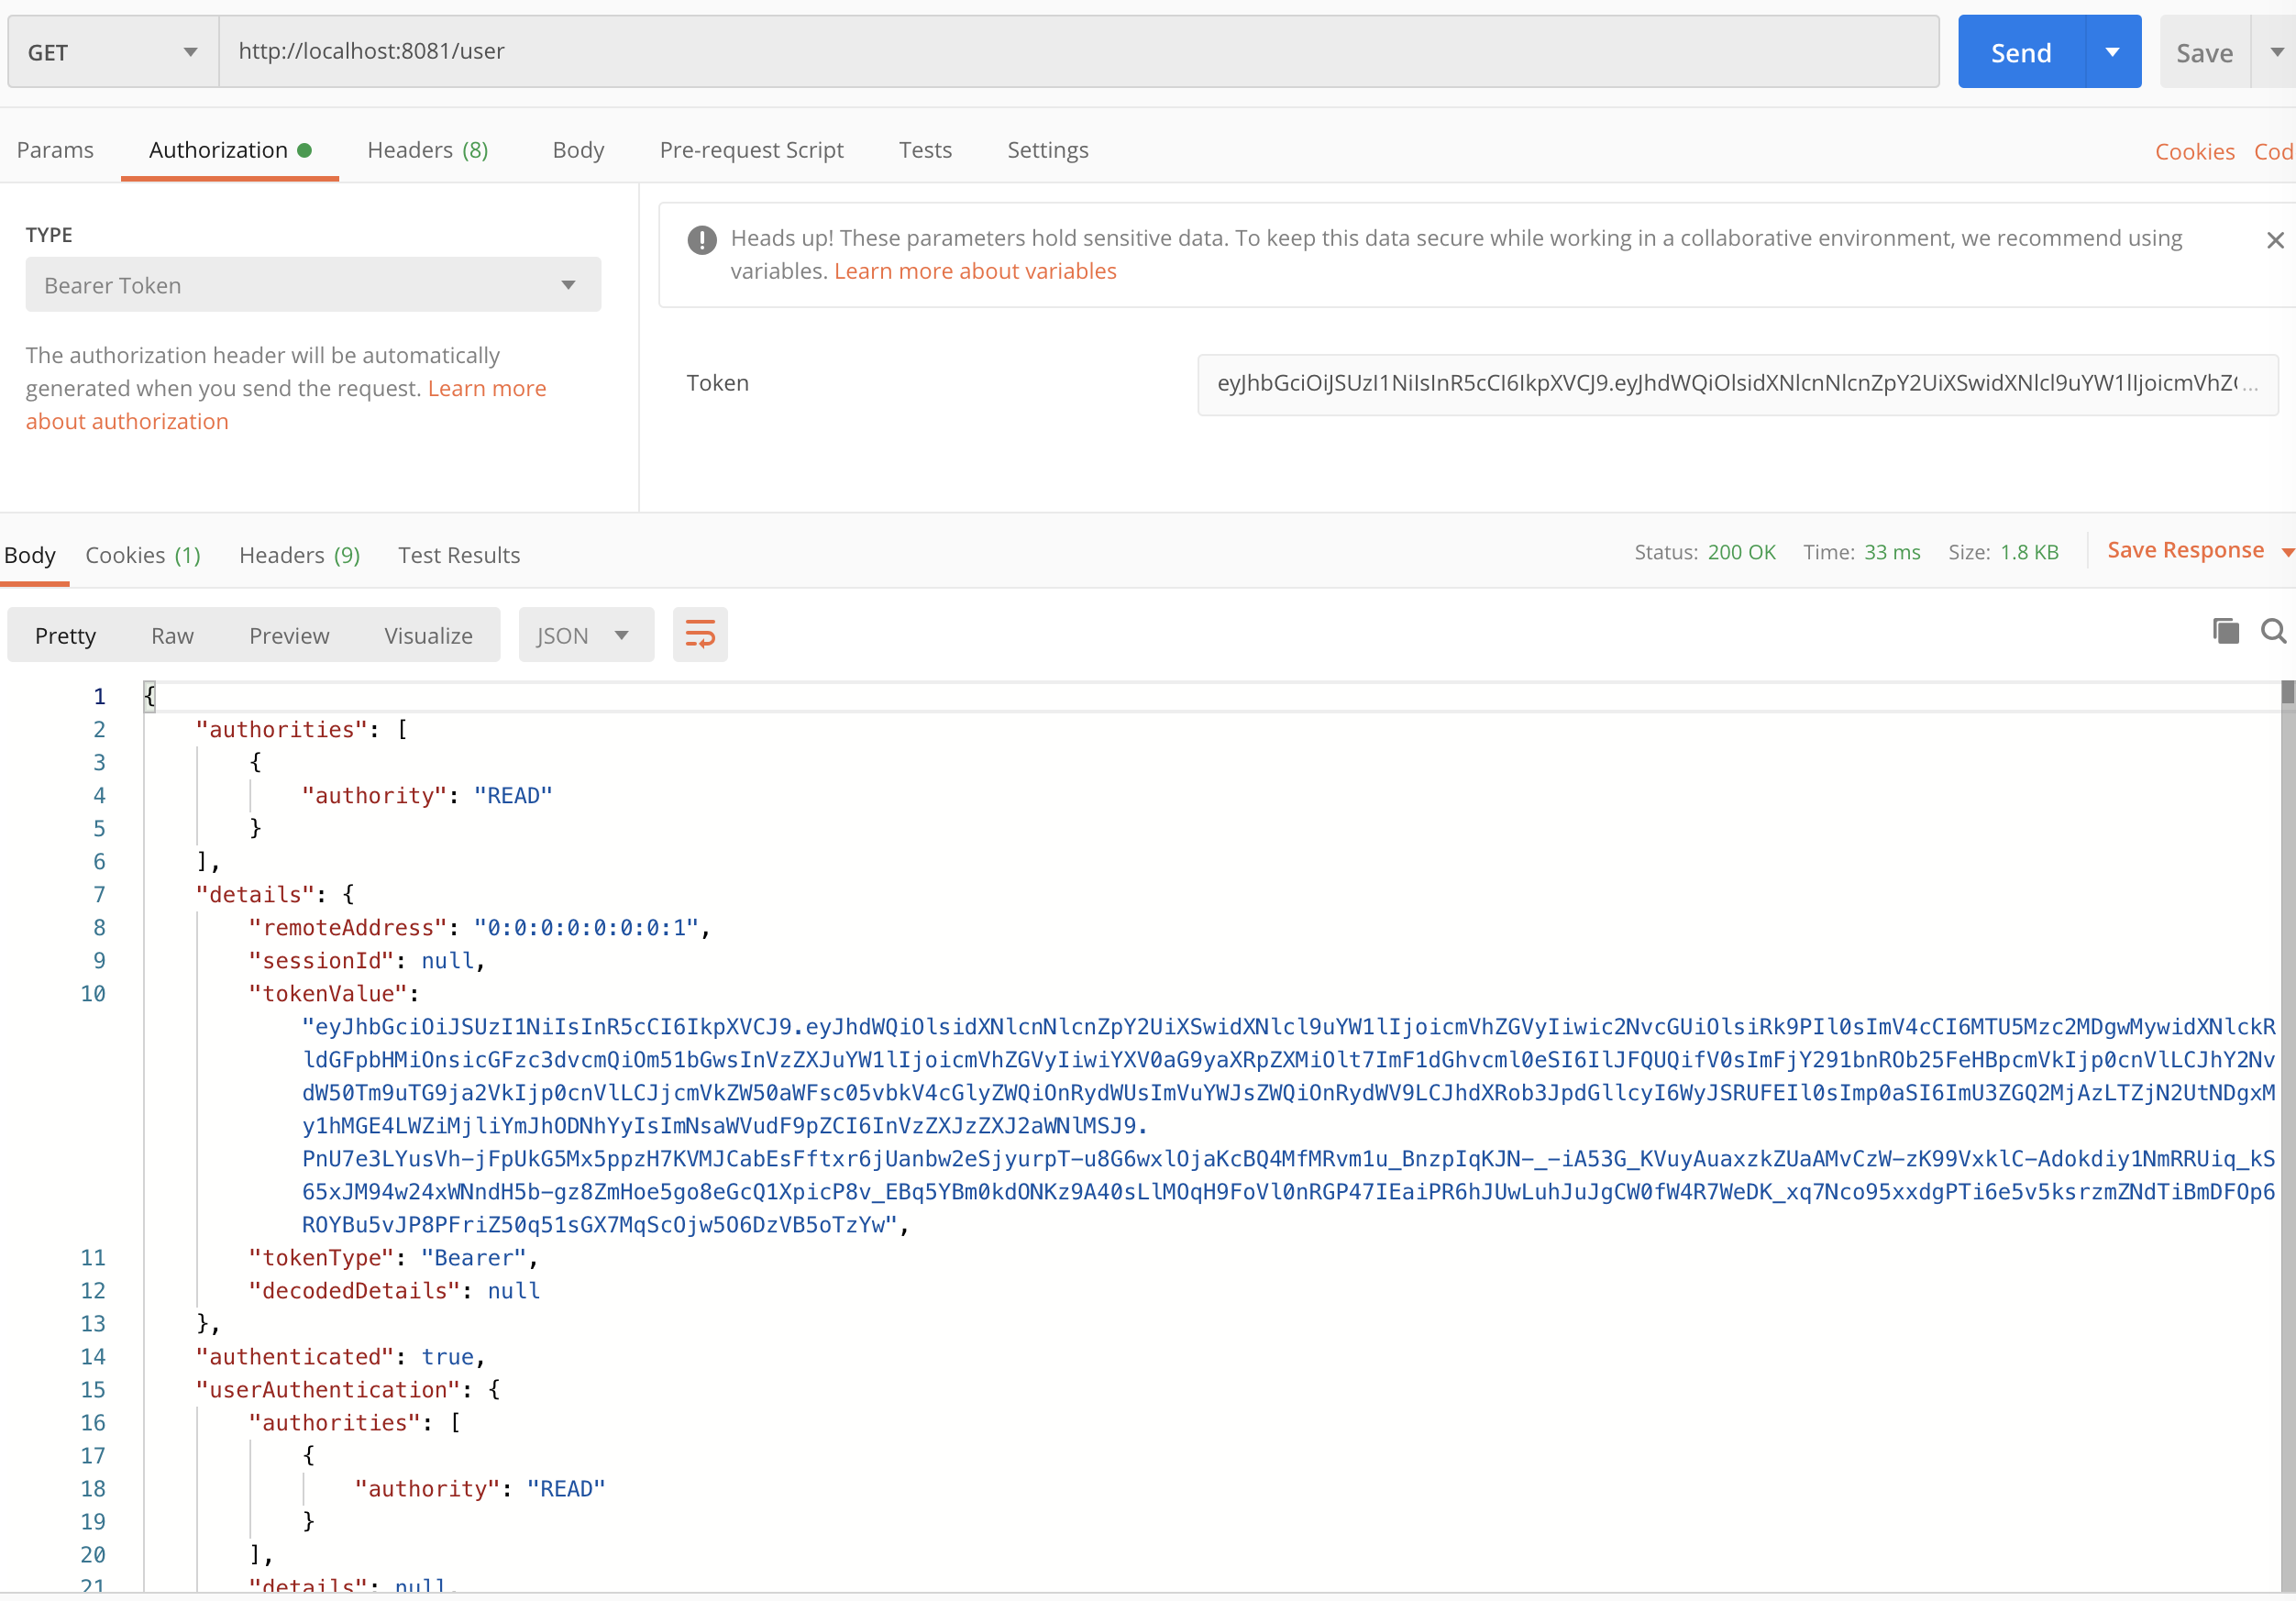 GET http://localhost:8081/user Send Save
Params Authorization Headers (8) Body Pre-request Script Tests Settings Cookies Cod
TYPE
Bearer Token
The authorization header will be automatically
generated when you send the request. Learn more
about authorization
Heads up! These parameters hold sensitive data. To keep this data secure while working in a collaborative environment, we recommend using
variables. Learn more about variables
Token eyJhbGciOiJSUzI1NiIsInR5cCI6IkpXVCJ9.eyJhdWQiOlsidXNlcnNlcnZpY2UiXSwidXNlcl9uYW1lIjoicmVhZ...
Body Cookies (1) Headers (9) Test Results Status: 200 OK Time: 33 ms Size: 1.8 KB Save Response
Pretty Raw Preview Visualize JSON
1 {
2 "authorities": [
3 {
4 "authority": "READ"
5 }
6 ],
7 "details": {
8 "remoteAddress": "0:0:0:0:0:0:0:1",
9 "sessionId": null,
10 "tokenValue":
"eyJhbGciOiJSUzI1NiIsInR5cCI6IkpXVCJ9.eyJhdWQiOlsidXNlcnNlcnZpY2UiXSwidXNlcl9uYW1lIjoicmVhZGVyIiwic2NvcGUiOlsiRk9PIl0sImV4cCI6MTU5Mzc2MDgwMywidXNlckR
ldGFpbHMiOnsicGFzc3dvcmQiOm51bGwsInVzZXJuYW1lIjoicmVhZGVyIiwiYXV0aG9yaXRpZXMiOlt7ImF1dGhvcml0eSI6IlJFQUQifV0sImFjY291bnROb25FeHBpcmVkIjp0cnVlLCJhY2Nv
dW50Tm9uTG9ja2VkIjp0cnVlLCJjcmVkZW50aWFsc05vbkV4cGlyZWQiOnRydWUsImVuYWJsZWQiOnRydWV9LCJhdXRob3JpdGllcyI6WyJSRUFEIl0sImp0aSI6ImU3ZGQ2MjAzLTZjN2UtNDgxM
y1hMGE4LWZiMjliYmJhODNhYyIsImNsaWVudF9pZCI6InVzZXJzZXJ2aWNlMSJ9.
PnU7e3LYusVh-jFpUkG5Mx5ppzH7KVMJCabEsFftxr6jUanbw2eSjyurpT-u8G6wxlOjaKcBQ4MfMRvm1u_BnzpIqKJN-_-iA53G_KVuyAuaxzkZUaAMvCzW-zK99VxklC-Adokdiy1NmRRUiq_kS
65xJM94w24xWNndH5b-gz8ZmHoe5go8eGcQ1XpicP8v_EBq5YBm0kdONKz9A40sLlMOqH9FoVl0nRGP47IEaiPR6hJUwLuhJuJgCW0fW4R7WeDK_xq7Nco95xxdgPTi6e5v5ksrzmZNdTiBmDFOp6
ROYBu5vJP8PFriZ50q51sGX7MqScOjw5O6DzVB5oTzYw",
11 "tokenType": "Bearer",
12 "decodedDetails": null
13 },
14 "authenticated": true,
15 "userAuthentication": {
16 "authorities": [
17 {
18 "authority": "READ"
19 }
20 ],
21 "details": null,